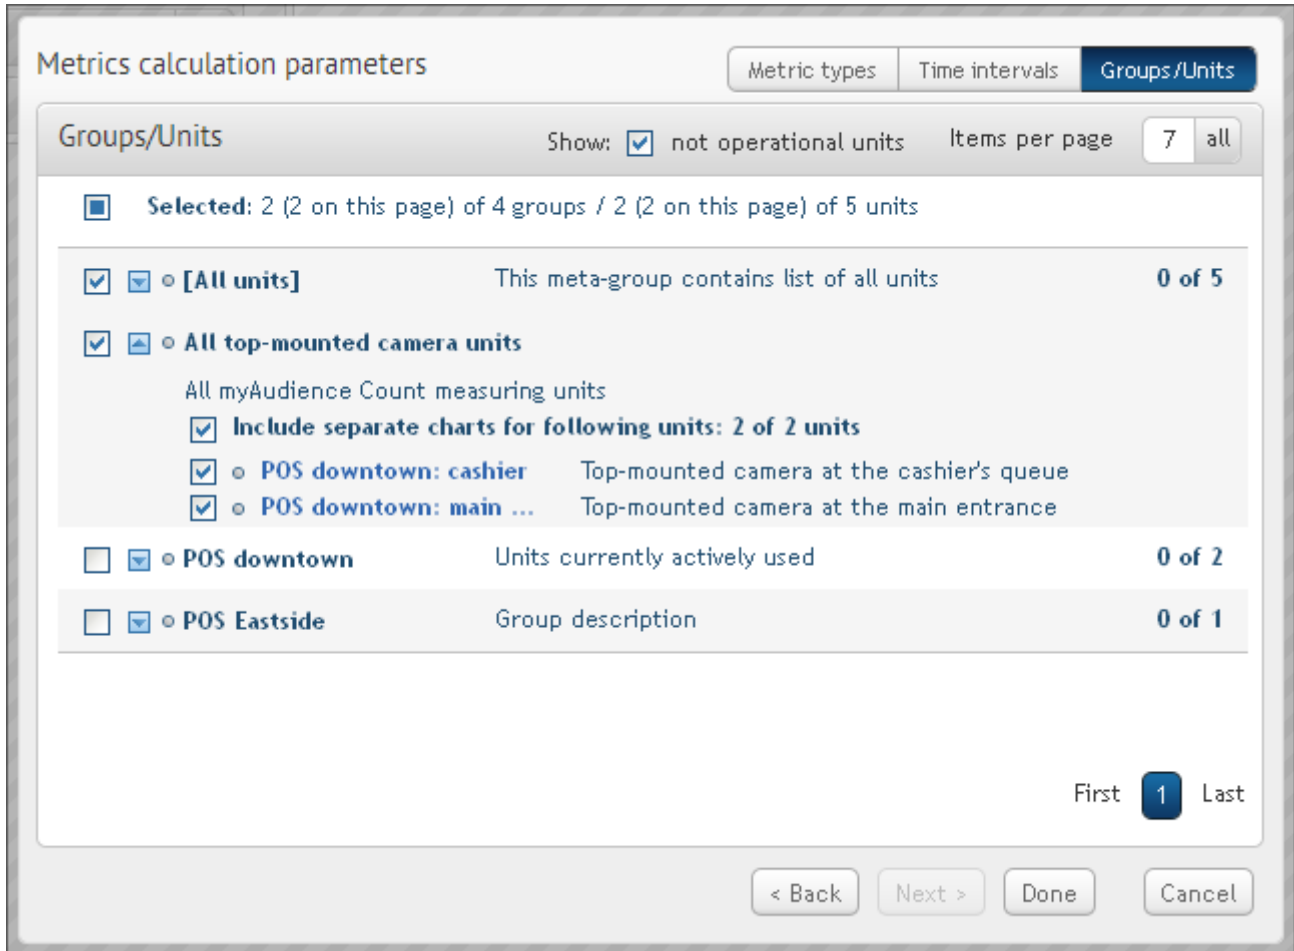 Metrics calculation parameters Metric types Time intervals Groups/Units
Groups/Units Show: not operational units Items per page 7 all
Selected: 2 (2 on this page) of 4 groups / 2 (2 on this page) of 5 units
[All units] This meta-group contains list of all units 0 of 5
All top-mounted camera units
All myAudience Count measuring units
Include separate charts for following units: 2 of 2 units
POS downtown: cashier Top-mounted camera at the cashier's queue
POS downtown: main ... Top-mounted camera at the main entrance
POS downtown Units currently actively used 0 of 2
POS Eastside Group description 0 of 1
First 1 Last
< Back Next > Done Cancel